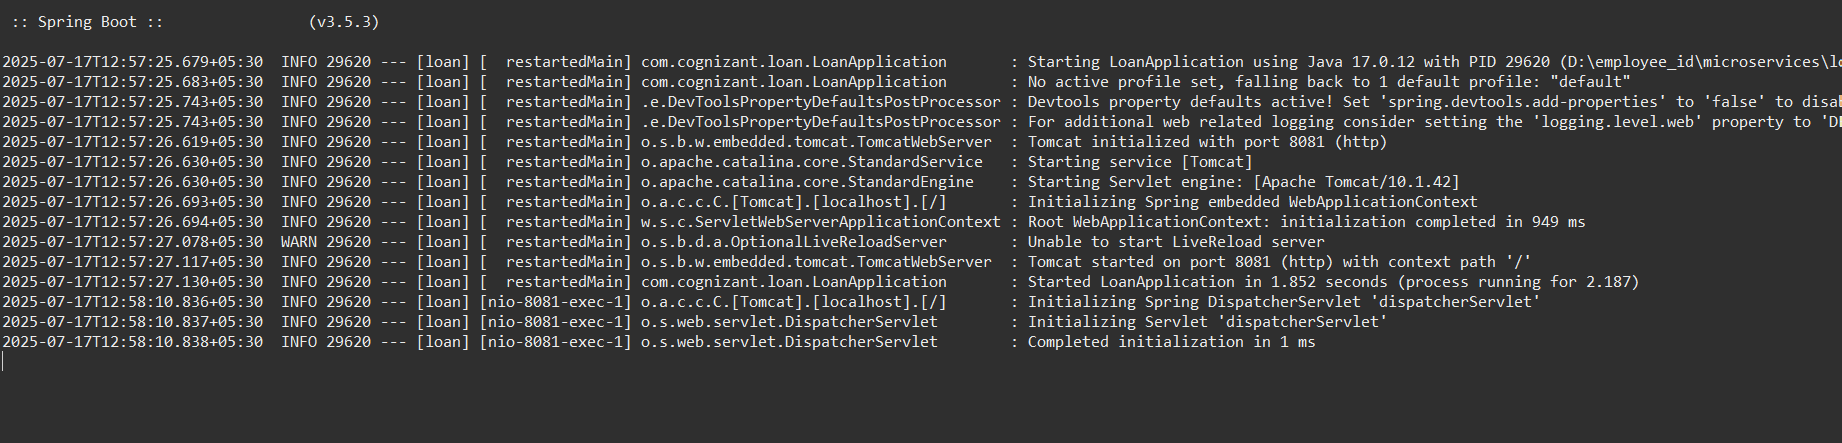 :: Spring Boot ::                (v3.5.3)
2025-07-17T12:57:25.679+05:30  INFO 29620 --- [loan] [  restartedMain] com.cognizant.loan.LoanApplication       : Starting LoanApplication using Java 17.0.12 with PID 29620 (D:\employee_id\microservices\lo
2025-07-17T12:57:25.683+05:30  INFO 29620 --- [loan] [  restartedMain] com.cognizant.loan.LoanApplication       : No active profile set, falling back to 1 default profile: "default"
2025-07-17T12:57:25.743+05:30  INFO 29620 --- [loan] [  restartedMain] .e.DevToolsPropertyDefaultsPostProcessor : Devtools property defaults active! Set 'spring.devtools.add-properties' to 'false' to disab
2025-07-17T12:57:25.743+05:30  INFO 29620 --- [loan] [  restartedMain] .e.DevToolsPropertyDefaultsPostProcessor : For additional web related logging consider setting the 'logging.level.web' property to 'DE
2025-07-17T12:57:26.619+05:30  INFO 29620 --- [loan] [  restartedMain] o.s.b.w.embedded.tomcat.TomcatWebServer  : Tomcat initialized with port 8081 (http)
2025-07-17T12:57:26.630+05:30  INFO 29620 --- [loan] [  restartedMain] o.apache.catalina.core.StandardService   : Starting service [Tomcat]
2025-07-17T12:57:26.630+05:30  INFO 29620 --- [loan] [  restartedMain] o.apache.catalina.core.StandardEngine    : Starting Servlet engine: [Apache Tomcat/10.1.42]
2025-07-17T12:57:26.693+05:30  INFO 29620 --- [loan] [  restartedMain] o.a.c.c.C.[Tomcat].[localhost].[/]       : Initializing Spring embedded WebApplicationContext
2025-07-17T12:57:26.694+05:30  INFO 29620 --- [loan] [  restartedMain] w.s.c.ServletWebServerApplicationContext : Root WebApplicationContext: initialization completed in 949 ms
2025-07-17T12:57:27.078+05:30  WARN 29620 --- [loan] [  restartedMain] o.s.b.d.a.OptionalLiveReloadServer       : Unable to start LiveReload server
2025-07-17T12:57:27.117+05:30  INFO 29620 --- [loan] [  restartedMain] o.s.b.w.embedded.tomcat.TomcatWebServer  : Tomcat started on port 8081 (http) with context path '/'
2025-07-17T12:57:27.130+05:30  INFO 29620 --- [loan] [  restartedMain] com.cognizant.loan.LoanApplication       : Started LoanApplication in 1.852 seconds (process running for 2.187)
2025-07-17T12:58:10.836+05:30  INFO 29620 --- [loan] [nio-8081-exec-1] o.a.c.c.C.[Tomcat].[localhost].[/]       : Initializing Spring DispatcherServlet 'dispatcherServlet'
2025-07-17T12:58:10.837+05:30  INFO 29620 --- [loan] [nio-8081-exec-1] o.s.web.servlet.DispatcherServlet        : Initializing Servlet 'dispatcherServlet'
2025-07-17T12:58:10.838+05:30  INFO 29620 --- [loan] [nio-8081-exec-1] o.s.web.servlet.DispatcherServlet        : Completed initialization in 1 ms